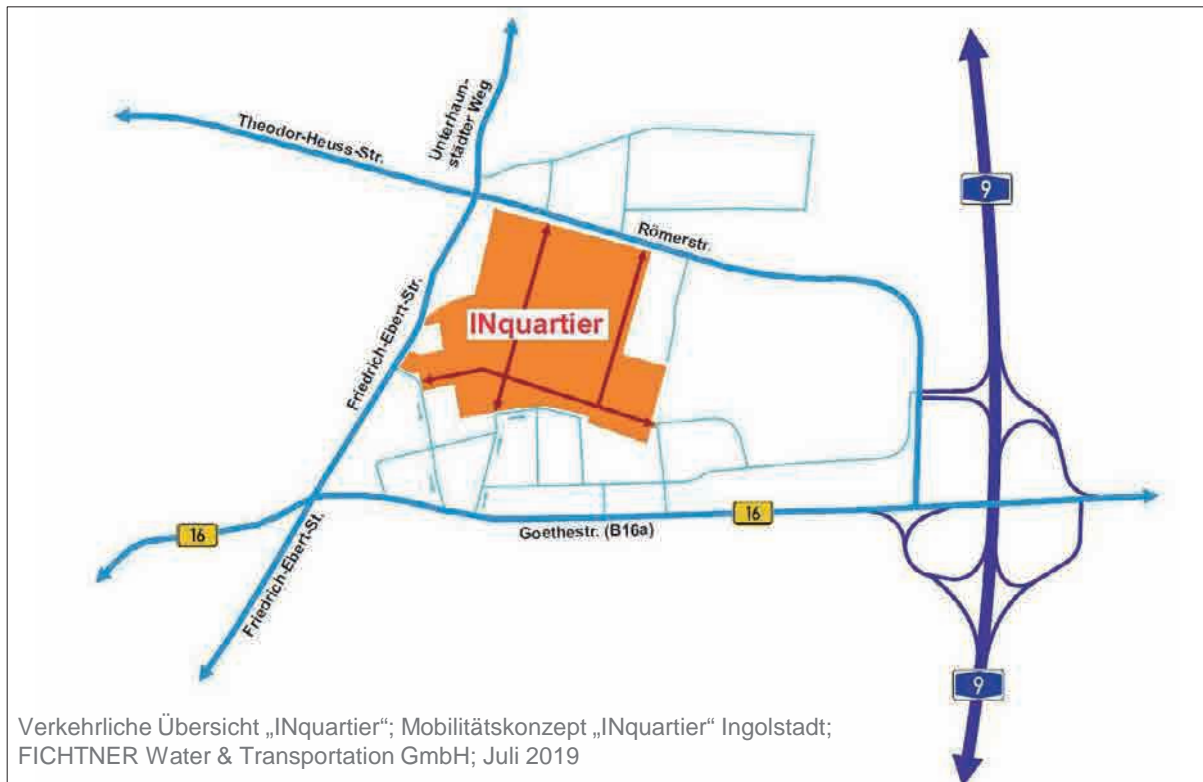 Unterhaun-
städter Weg
Theodor-Heuss-Str.
9
Römerstr.
Friedrich-Ebert-Str.
INquartier
16
16
Goethestr. (B16a)
Friedrich-Ebert-St.
9
Verkehrliche Übersicht „INquartier“; Mobilitätskonzept „INquartier“ Ingolstadt;
FICHTNER Water & Transportation GmbH; Juli 2019